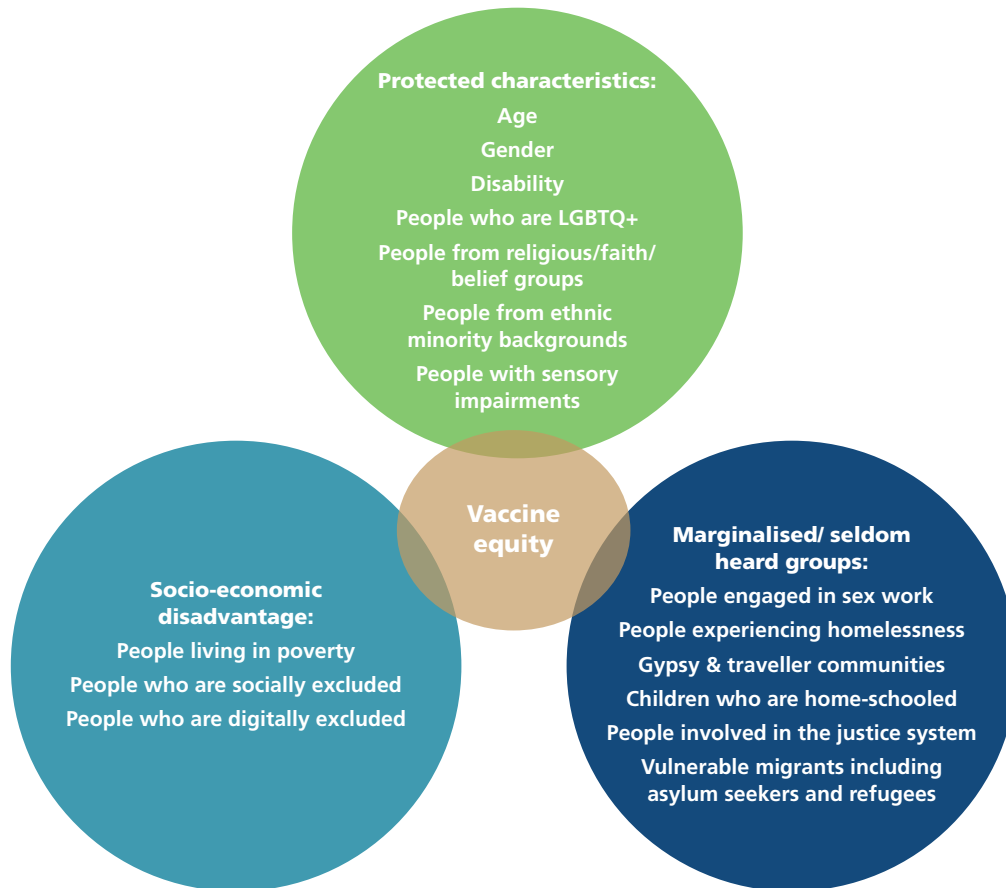 Protected characteristics:
Age
Gender
Disability
People who are LGBTQ+
People from religious/faith/
belief groups
People from ethnic
minority backgrounds
People with sensory
impairments
Vaccine
equity
Socio-economic
disadvantage:
People living in poverty
People who are socially excluded
People who are digitally excluded
Marginalised/ seldom
heard groups:
People engaged in sex work
People experiencing homelessness
Gypsy & traveller communities
Children who are home-schooled
People involved in the justice system
Vulnerable migrants including
asylum seekers and refugees